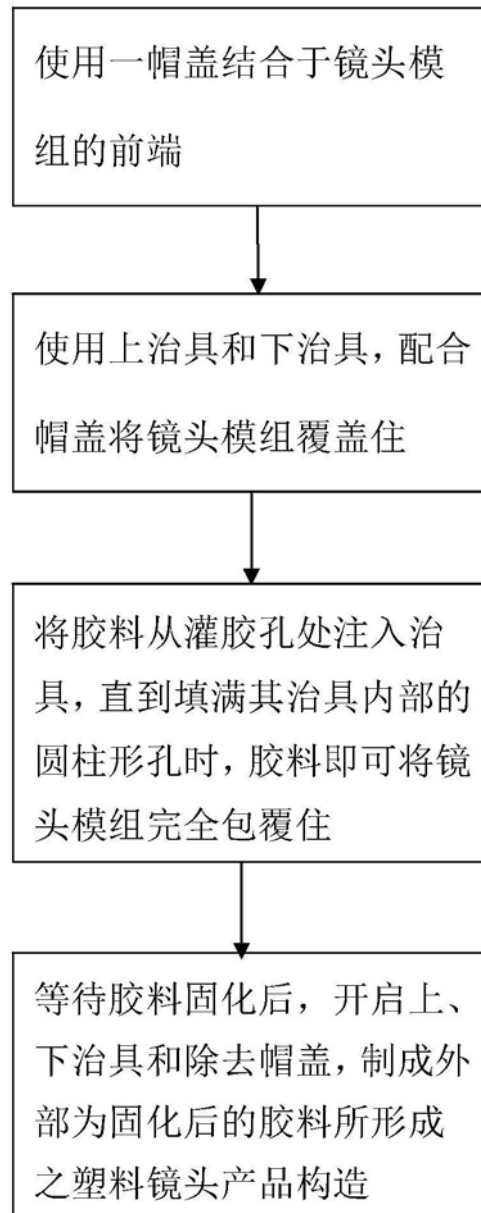 使用一帽盖结合于镜头模
组的前端
使用上治具和下治具，配合
帽盖将镜头模组覆盖住
将胶料从灌胶孔处注入治
具，直到填满其治具内部的
圆柱形孔时，胶料即可将镜
头模组完全包覆住
等待胶料固化后，开启上、
下治具和除去帽盖，制成外
部为固化后的胶料所形成
之塑料镜头产品构造